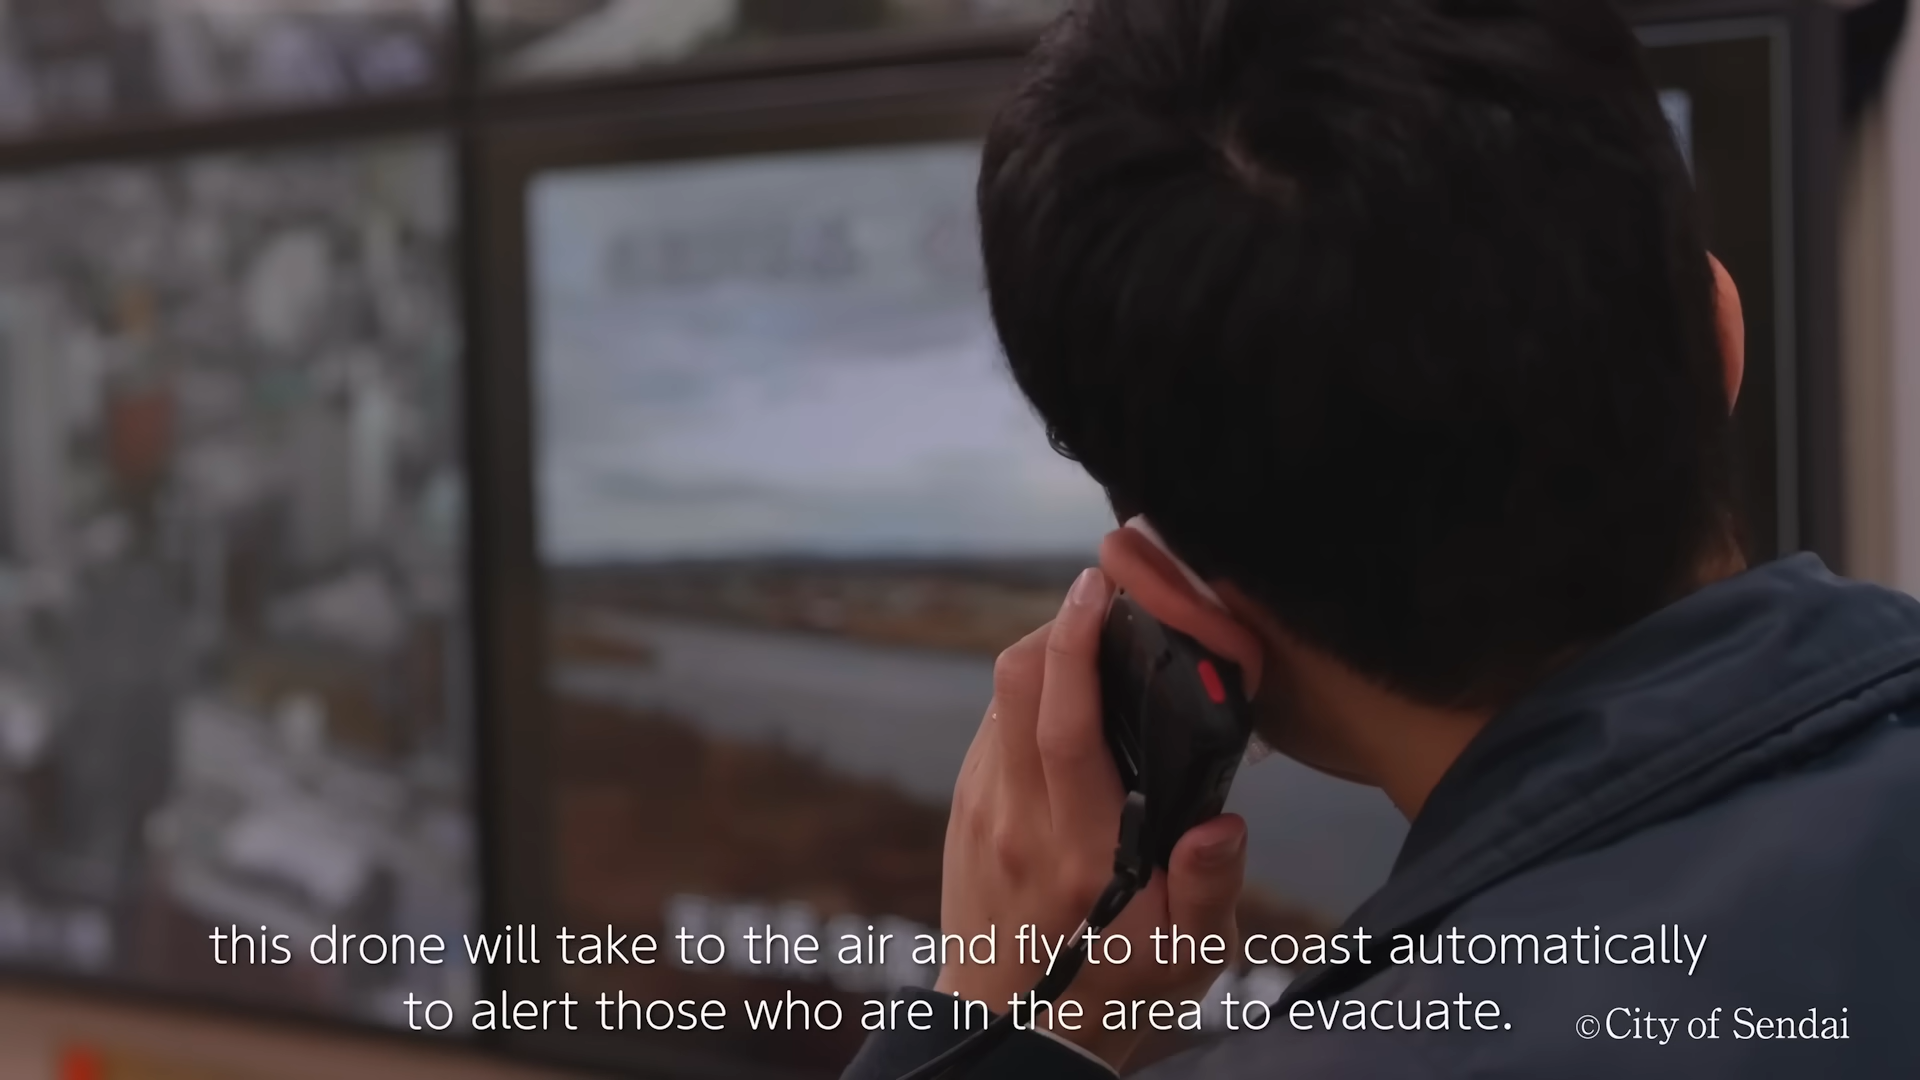 this drone will take to the air and fly to the coast automatically
to alert those who are in the area to evacuate.
©City of Sendai